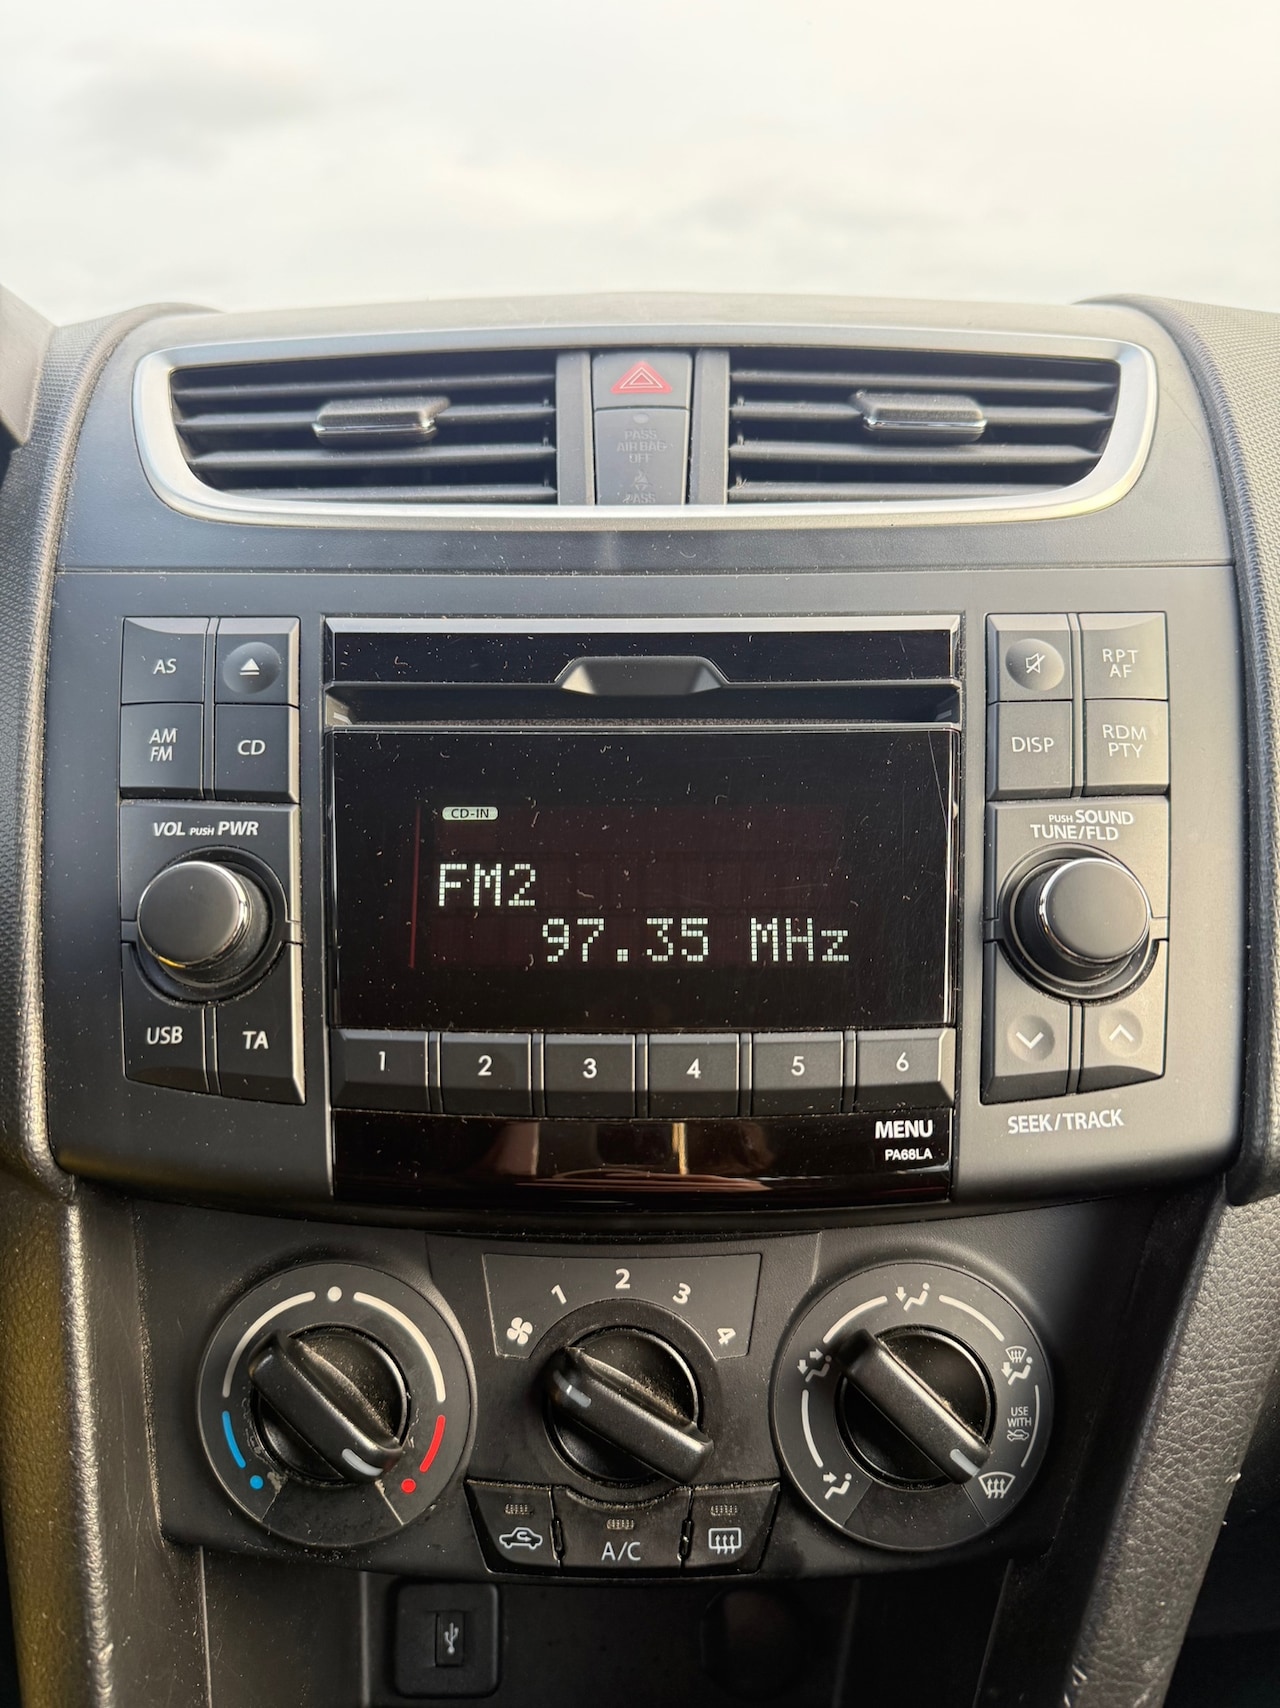 PASS
AIR BAG
OFF
PASS
AS
RPT
AF
AM
FM
CD
DISP
RDM
PTY
CD-IN
VOL PUSH PWR
PUSH SOUND
TUNE/FLD
FM2
97.35 MHz
USB
TA
1 2 3 4 5 6
SEEK/TRACK
MENU
PA68LA
1 2 3 4
USE
WITH
A/C